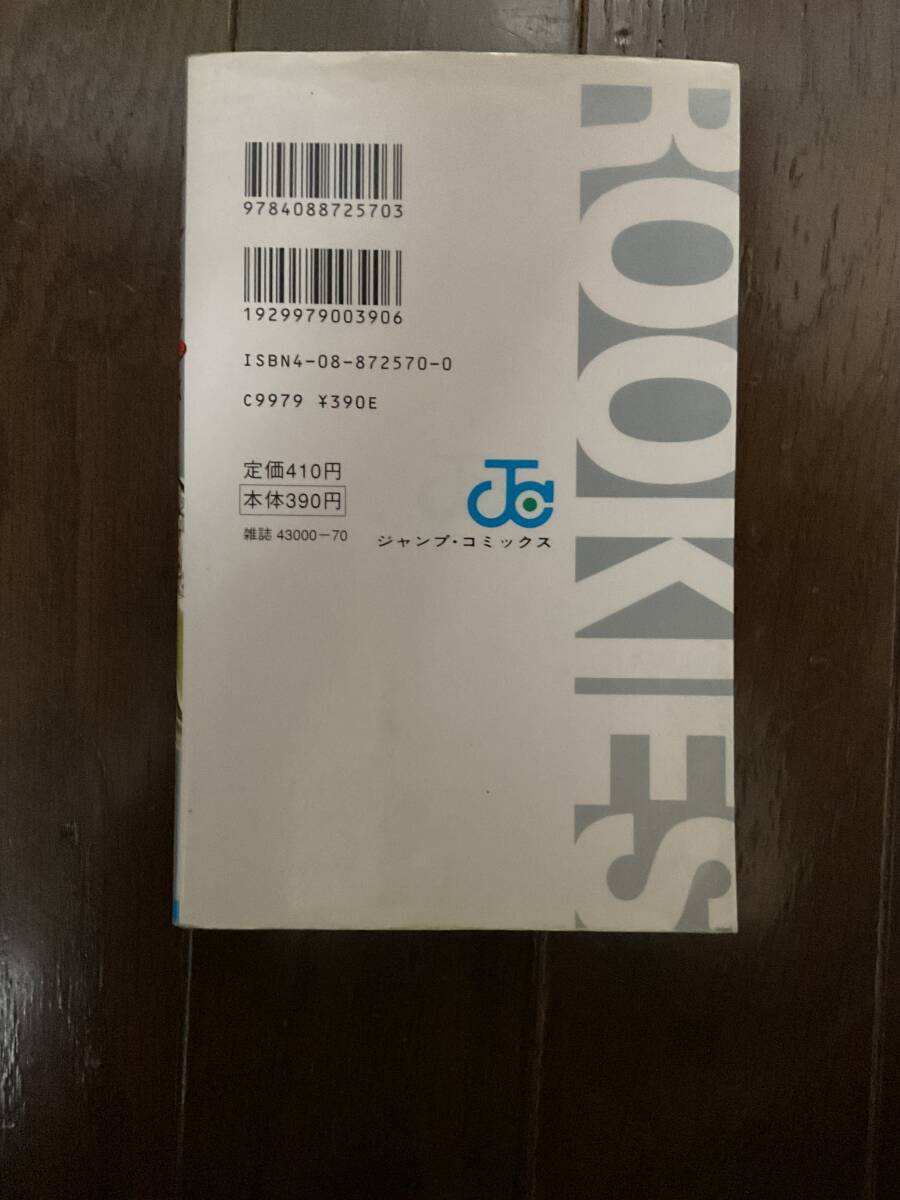 9784088725703
1929979003906
ISBN4-08-872570-0
C9979 ¥390E
定価410円
本体390円
雑誌 43000-70
ジャンプ・コミックス
ROOKIES